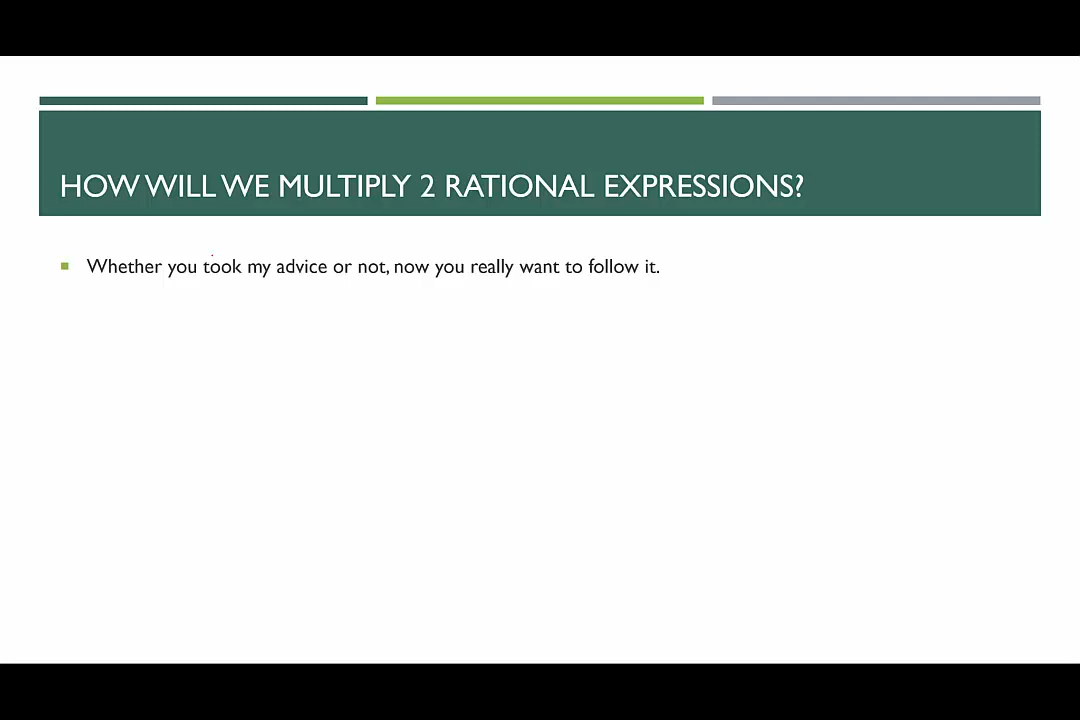 HOW WILL WE MULTIPLY 2 RATIONAL EXPRESSIONS?
Whether you took my advice or not, now you really want to follow it.